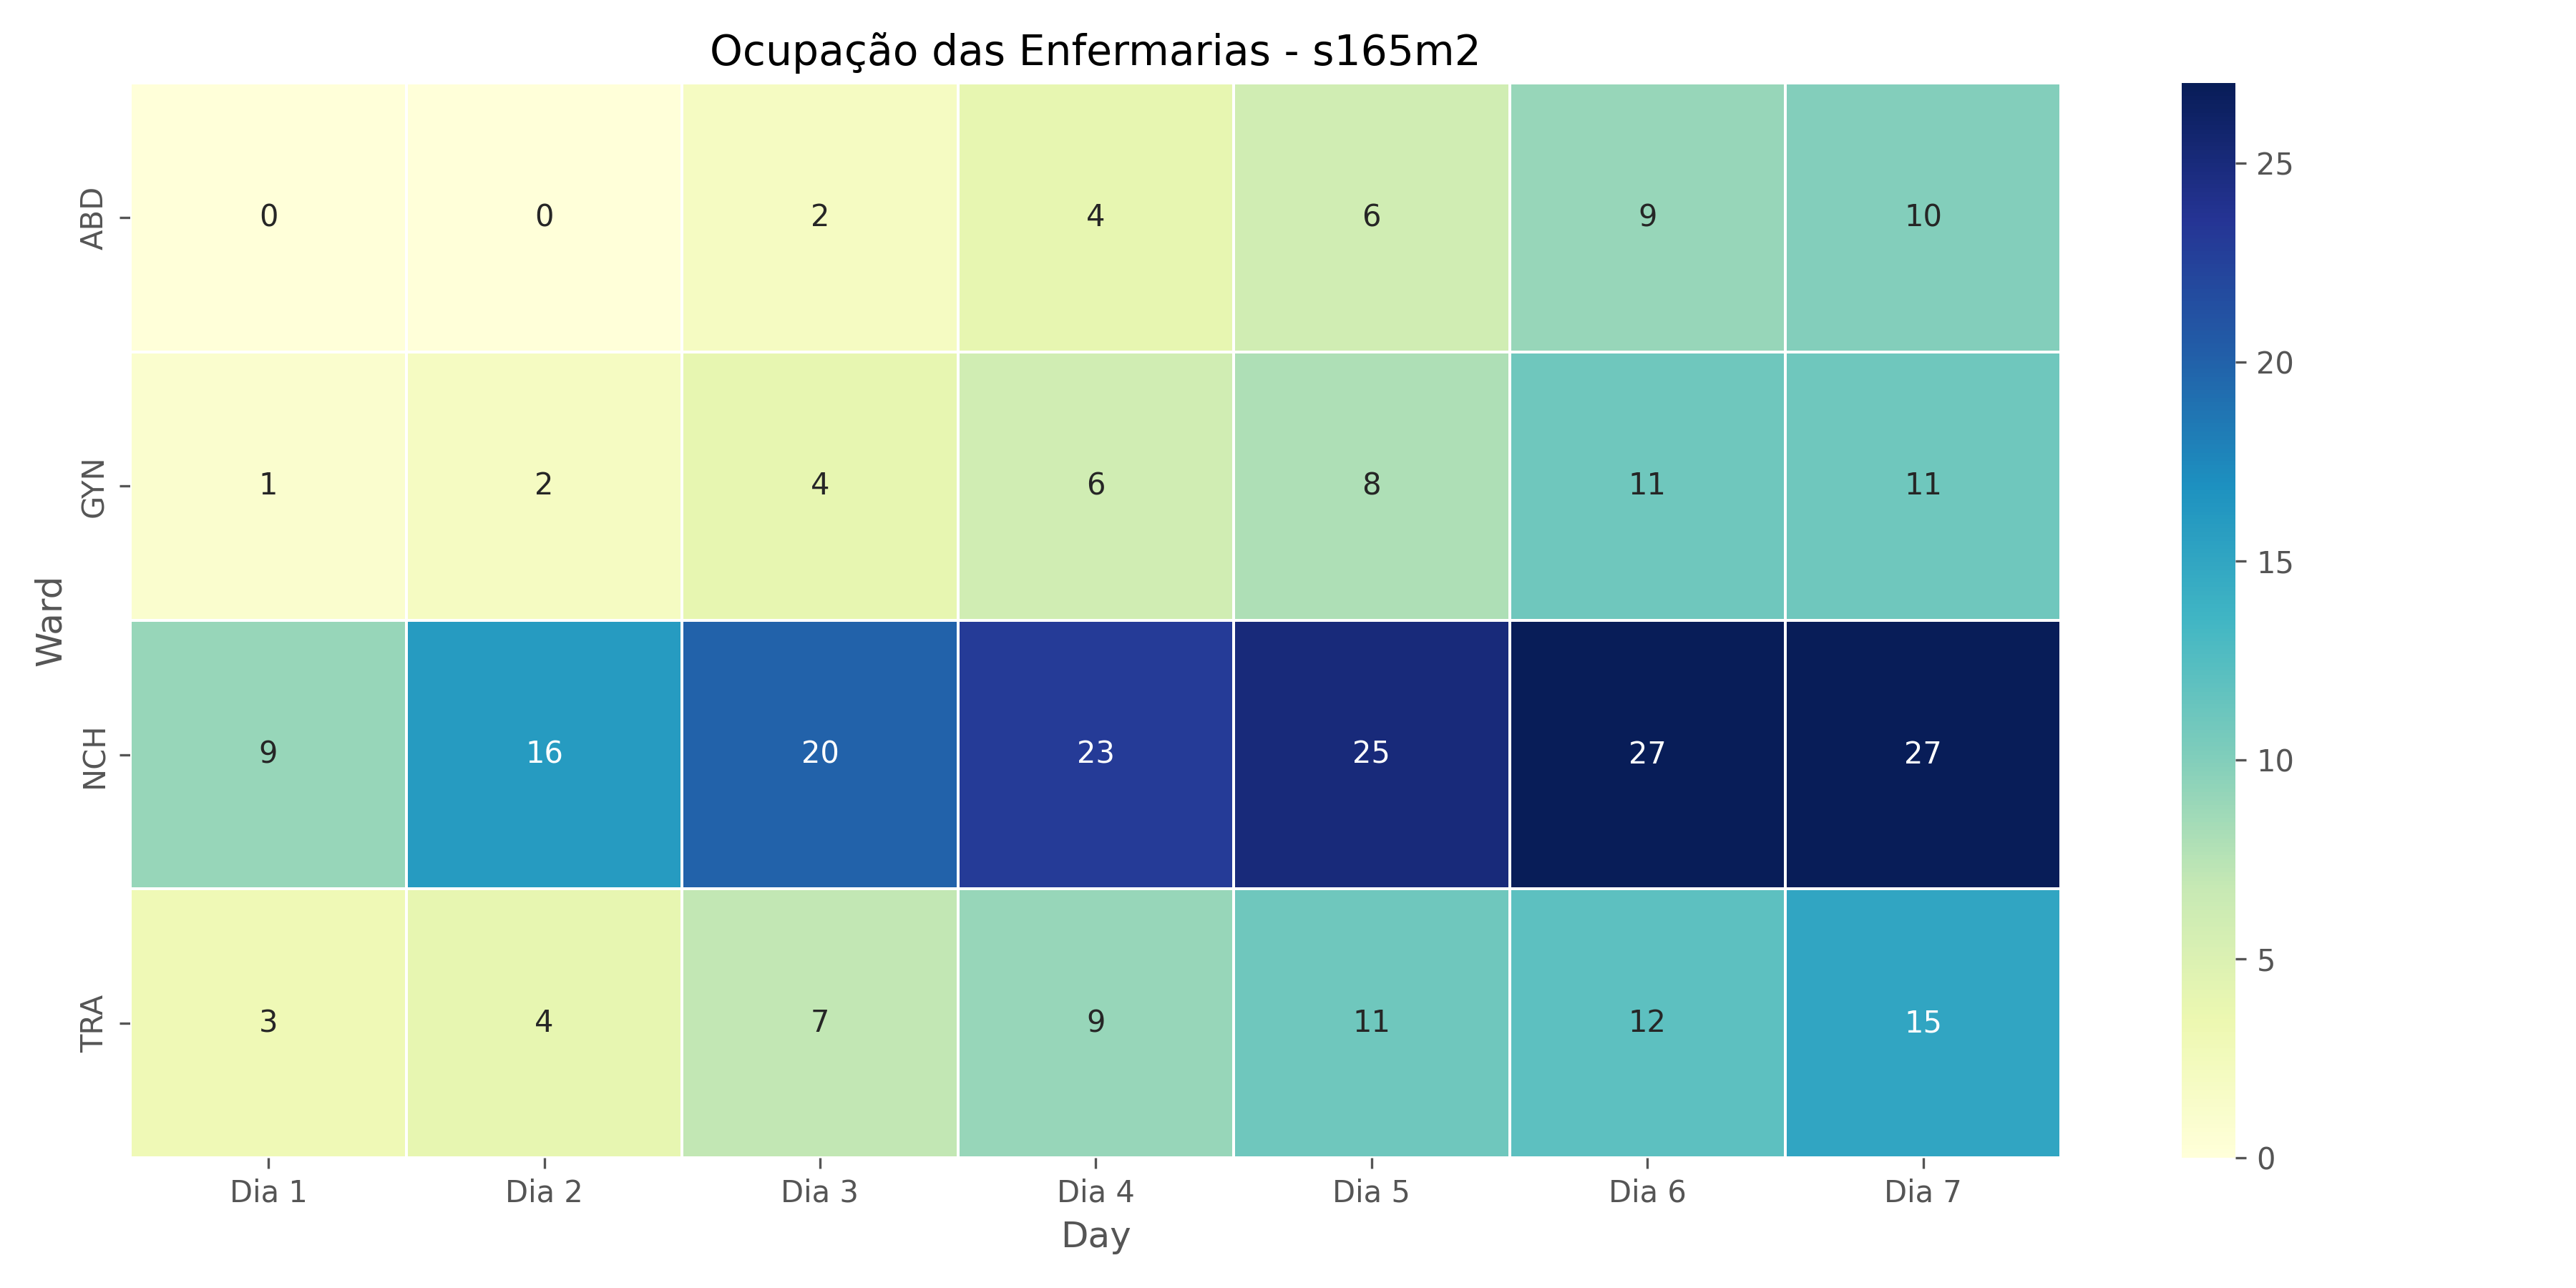 Ocupação das Enfermarias - s165m2
Ward
ABD 0 0 2 4 6 9 10
GYN 1 2 4 6 8 11 11
NCH 9 16 20 23 25 27 27
TRA 3 4 7 9 11 12 15
Dia 1 Dia 2 Dia 3 Dia 4 Dia 5 Dia 6 Dia 7
Day
25
20
15
10
5
0